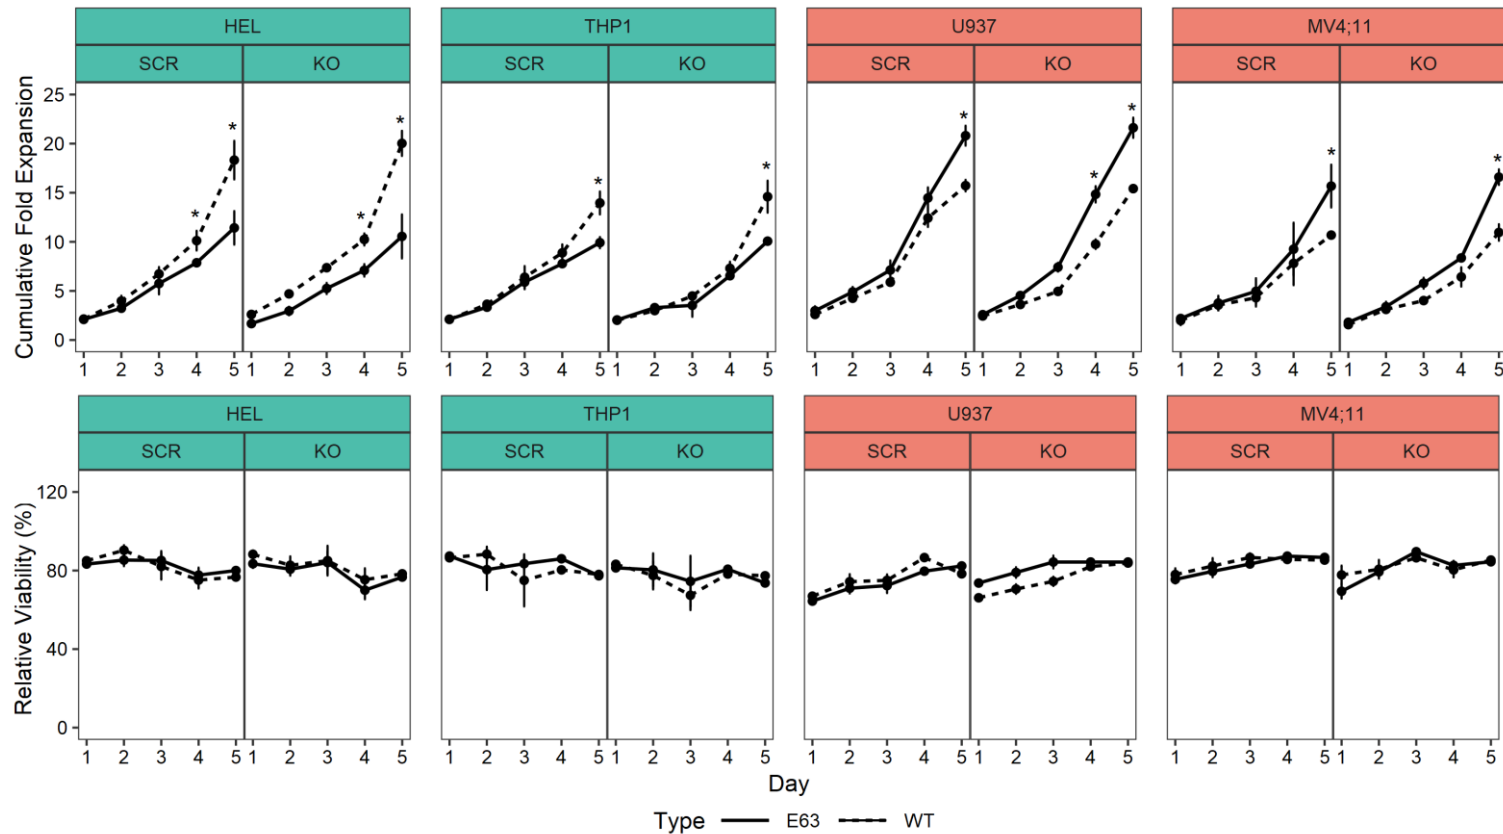 HEL THP1 U937 MV4;11
SCR KO SCR KO SCR KO SCR KO
Cumulative Fold Expansion
25
20
15
10
5
0
* * * * * * * * * * *
1 2 3 4 5 1 2 3 4 5 1 2 3 4 5 1 2 3 4 5 1 2 3 4 5 1 2 3 4 5 1 2 3 4 5 1 2 3 4 5
HEL THP1 U937 MV4;11
SCR KO SCR KO SCR KO SCR KO
Relative Viability (%)
120
80
40
0
1 2 3 4 5 1 2 3 4 5 1 2 3 4 5 1 2 3 4 5 1 2 3 4 5 1 2 3 4 5 1 2 3 4 5 1 2 3 4 5
Day
Type E63 WT